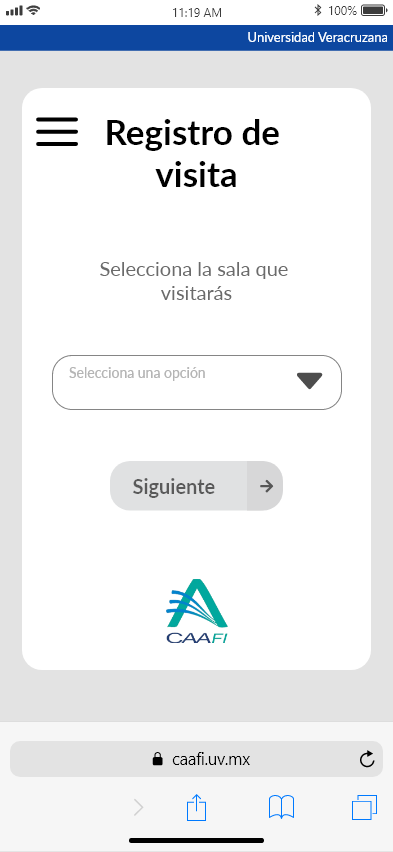 11:19 AM
100%
Universidad Veracruzana
Registro de
visita
Selecciona la sala que
visitarás
Selecciona una opción
Siguiente
CAAFI
caafi.uv.mx